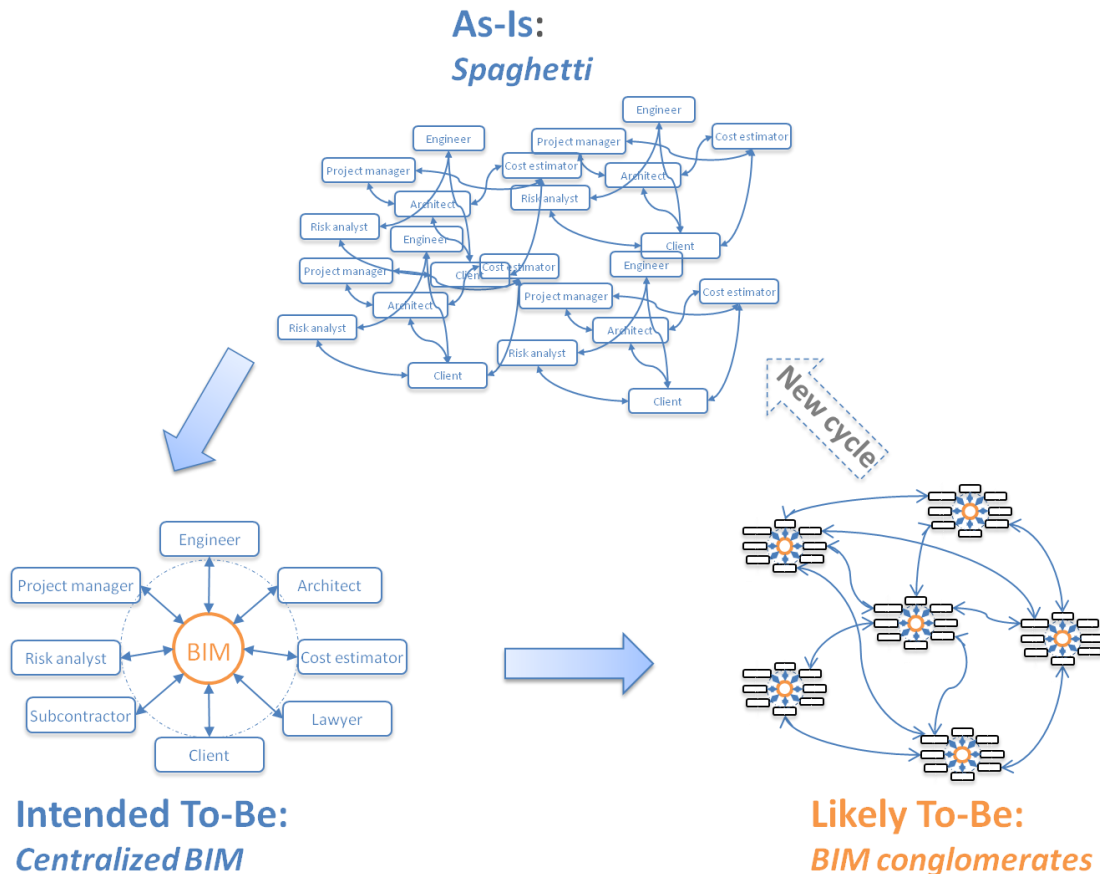 As-Is:
Spaghetti
Engineer
Project manager
Cost estimator
Architect
Risk analyst
Client
Engineer
Project manager
Cost estimator
Architect
Risk analyst
Client
Engineer
Project manager
Cost estimator
Architect
Risk analyst
Client
Engineer
Project manager
Cost estimator
Architect
Risk analyst
Client
New cycle
Engineer
Project manager
Architect
Risk analyst
BIM
Cost estimator
Subcontractor
Lawyer
Client
Intended To-Be:
Centralized BIM
Likely To-Be:
BIM conglomerates